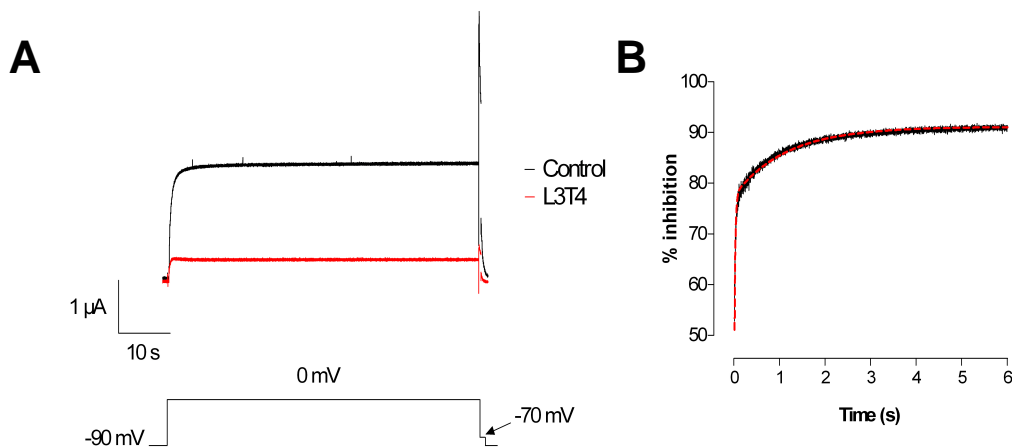 A
Control
L3T4
1 µA
10 s
0 mV
-70 mV
-90 mV
B
100
90
80
70
60
50
% inhibition
0 1 2 3 4 5 6
Time (s)